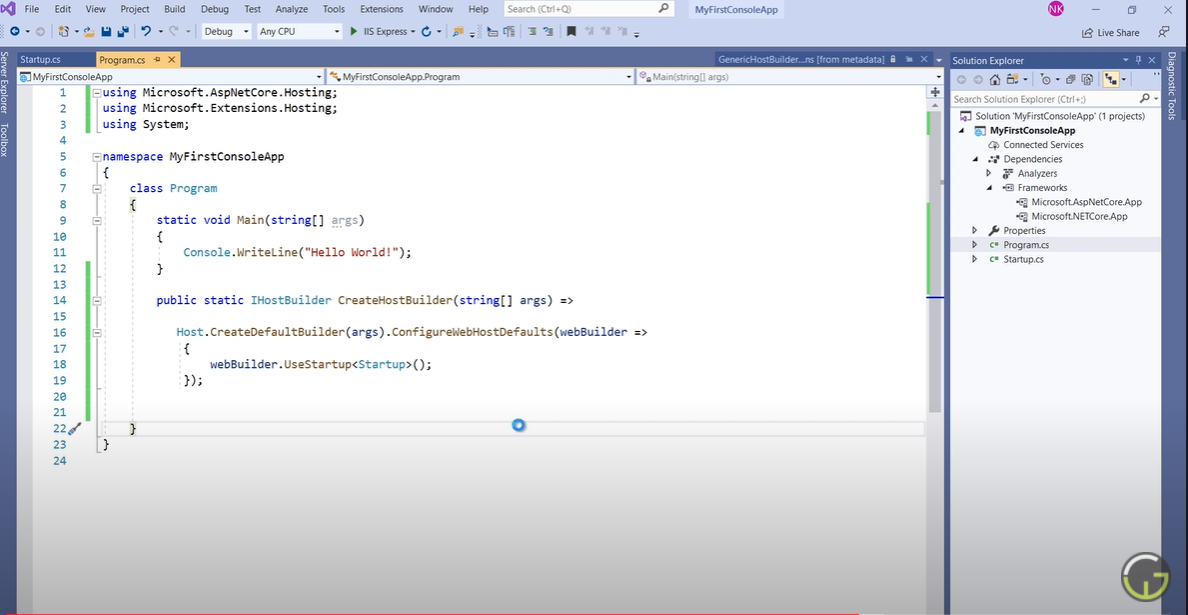 File Edit View Project Build Debug Test Analyze Tools Extensions Window Help Search (Ctrl+Q) MyFirstConsoleApp NK
Debug Any CPU IIS Express Live Share
Server Explorer
Toolbox
Startup.cs Program.cs GenericHostBuilder...ns [from metadata]
MyFirstConsoleApp MyFirstConsoleApp.Program Main(string[] args)
1 using Microsoft.AspNetCore.Hosting;
2 using Microsoft.Extensions.Hosting;
3 using System;
4
5 namespace MyFirstConsoleApp
6 {
7 class Program
8 {
9 static void Main(string[] args)
10 {
11 Console.WriteLine("Hello World!");
12 }
13
14 public static IHostBuilder CreateHostBuilder(string[] args) =>
15
16 Host.CreateDefaultBuilder(args).ConfigureWebHostDefaults(webBuilder =>
17 {
18 webBuilder.UseStartup<Startup>();
19 });
20
21
22 }
23 }
24
Solution Explorer
Search Solution Explorer (Ctrl+;)
Solution 'MyFirstConsoleApp' (1 projects)
MyFirstConsoleApp
Connected Services
Dependencies
Analyzers
Frameworks
Microsoft.AspNetCore.App
Microsoft.NETCore.App
Properties
C# Program.cs
C# Startup.cs
Diagnostic Tools